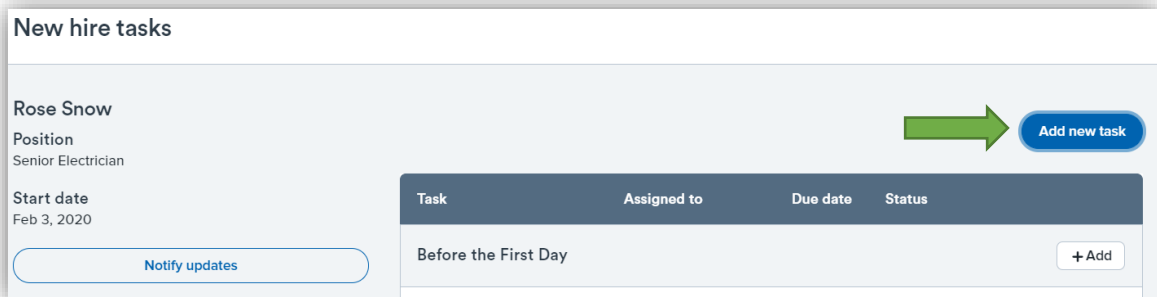 New hire tasks
Rose Snow
Position
Senior Electrician
Start date
Feb 3, 2020
Notify updates
Add new task
Task Assigned to Due date Status
Before the First Day +Add